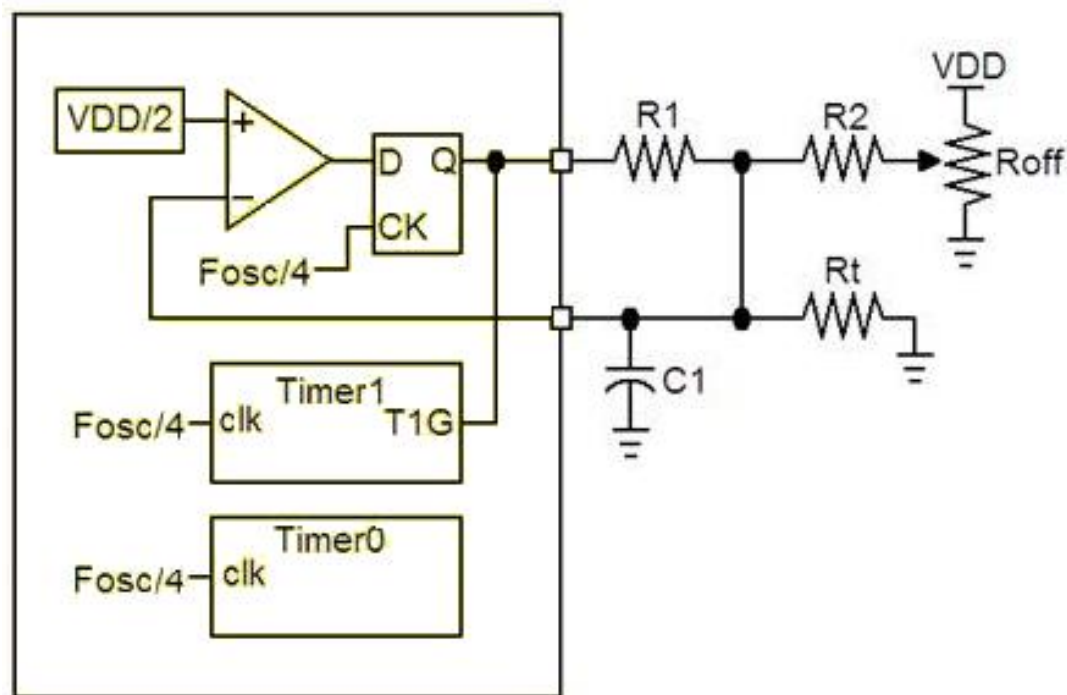 VDD
R1
R2
VDD/2
+
D
Q
Roff
−
CK
Fosc/4
Rt
Timer1
C1
Fosc/4
clk
T1G
Timer0
Fosc/4
clk